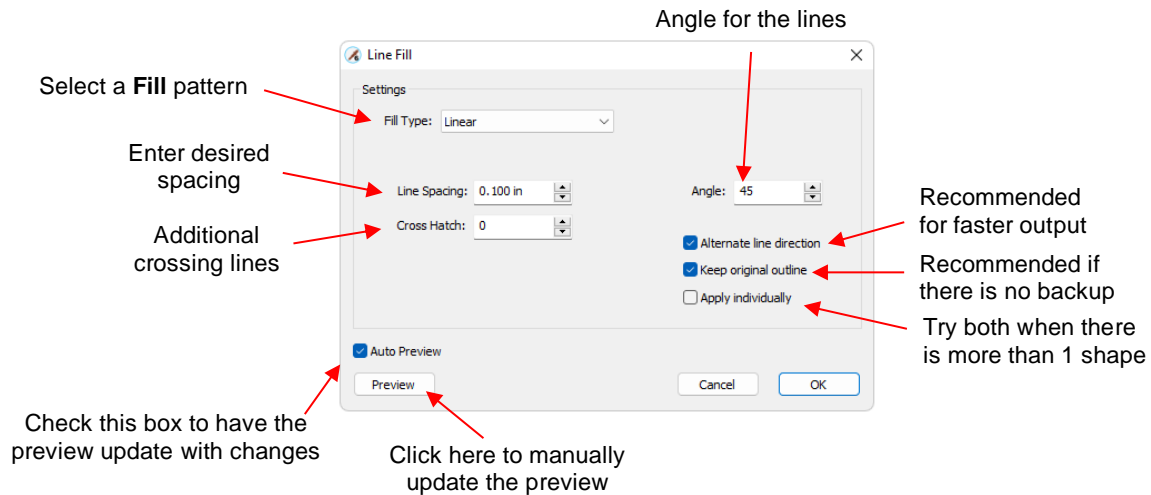 Angle for the lines
Line Fill
Select a Fill pattern
Settings
Fill Type: Linear
Enter desired
spacing
Line Spacing: 0.100 in
Angle: 45
Additional
crossing lines
Cross Hatch: 0
Recommended
for faster output
Alternate line direction
Keep original outline
Recommended if
there is no backup
Apply individually
Try both when there
is more than 1 shape
Auto Preview
Preview
Cancel
OK
Check this box to have the
preview update with changes
Click here to manually
update the preview